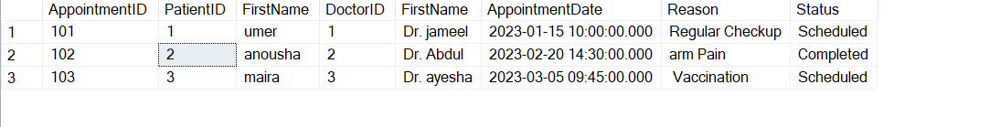 AppointmentID PatientID FirstName DoctorID FirstName AppointmentDate Reason Status
1 101 1 umer 1 Dr. jameel 2023-01-15 10:00:00.000 Regular Checkup Scheduled
2 102 2 anousha 2 Dr. Abdul 2023-02-20 14:30:00.000 arm Pain Completed
3 103 3 maira 3 Dr. ayesha 2023-03-05 09:45:00.000 Vaccination Scheduled